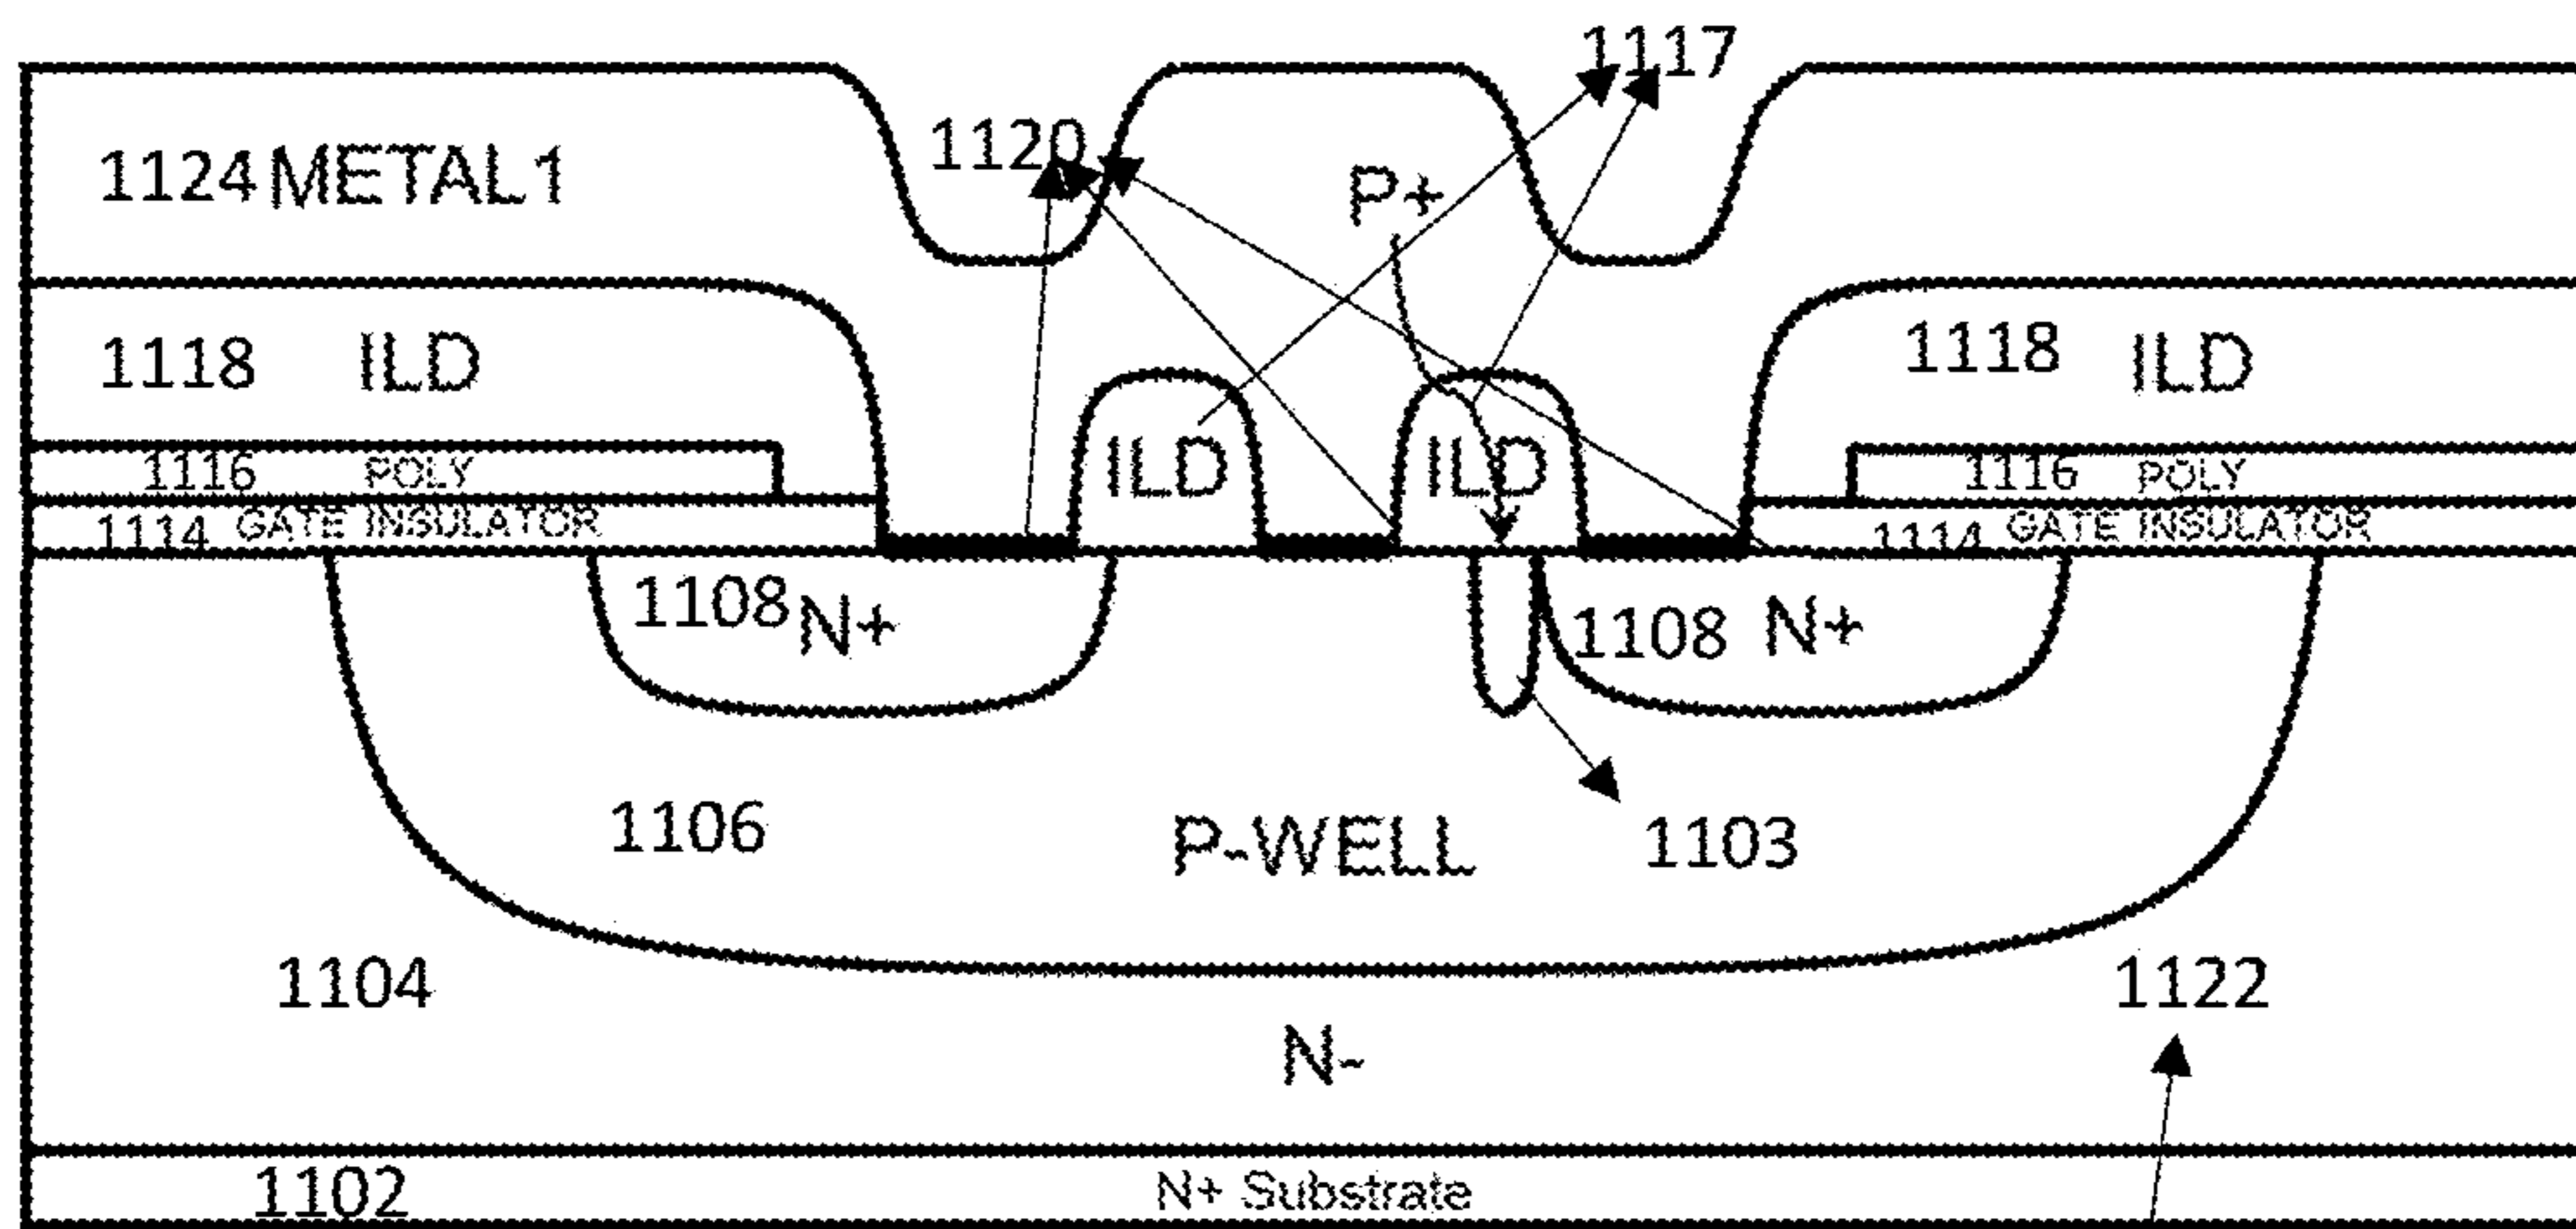 1117
1120
1124 METAL1
P+
1118 ILD
1118 ILD
ILD
ILD
1116 POLY
1116 POLY
1114 GATE INSULATOR
1114 GATE INSULATOR
1108 N+
1108 N+
1106
P-WELL
1103
1104
1122
N-
1102
N+ Substrate